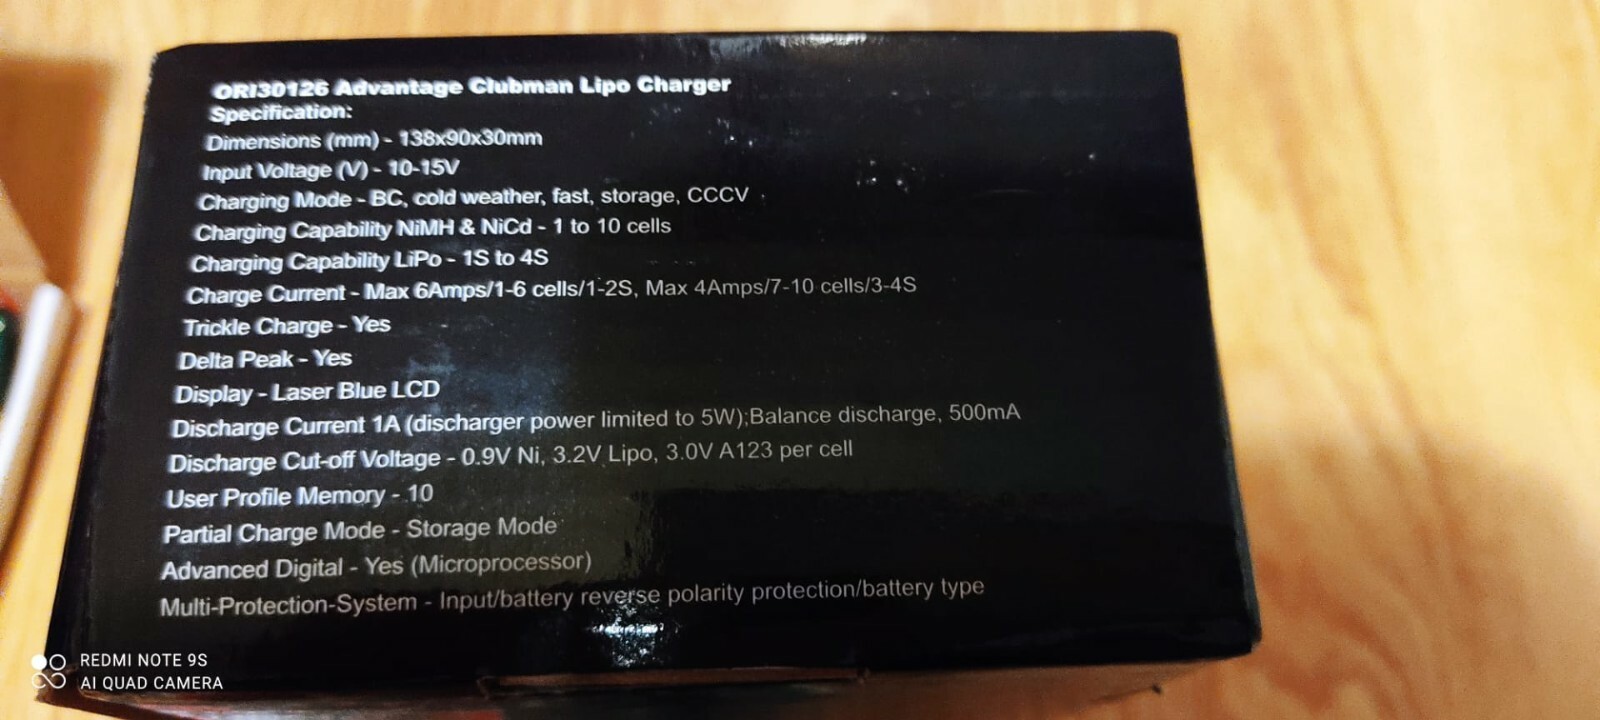 ORI30126 Advantage Clubman Lipo Charger
Specification:
Dimensions (mm) - 138x90x30mm
Input Voltage (V) - 10-15V
Charging Mode - BC, cold weather, fast, storage, CCCV
Charging Capability NiMH & NiCd - 1 to 10 cells
Charging Capability LiPo - 1S to 4S
Charge Current - Max 6Amps/1-6 cells/1-2S, Max 4Amps/7-10 cells/3-4S
Trickle Charge - Yes
Delta Peak - Yes
Display - Laser Blue LCD
Discharge Current 1A (discharger power limited to 5W);Balance discharge, 500mA
Discharge Cut-off Voltage - 0.9V Ni, 3.2V Lipo, 3.0V A123 per cell
User Profile Memory - 10
Partial Charge Mode - Storage Mode
Advanced Digital - Yes (Microprocessor)
Multi-Protection-System - Input/battery reverse polarity protection/battery type
REDMI NOTE 9S
AI QUAD CAMERA